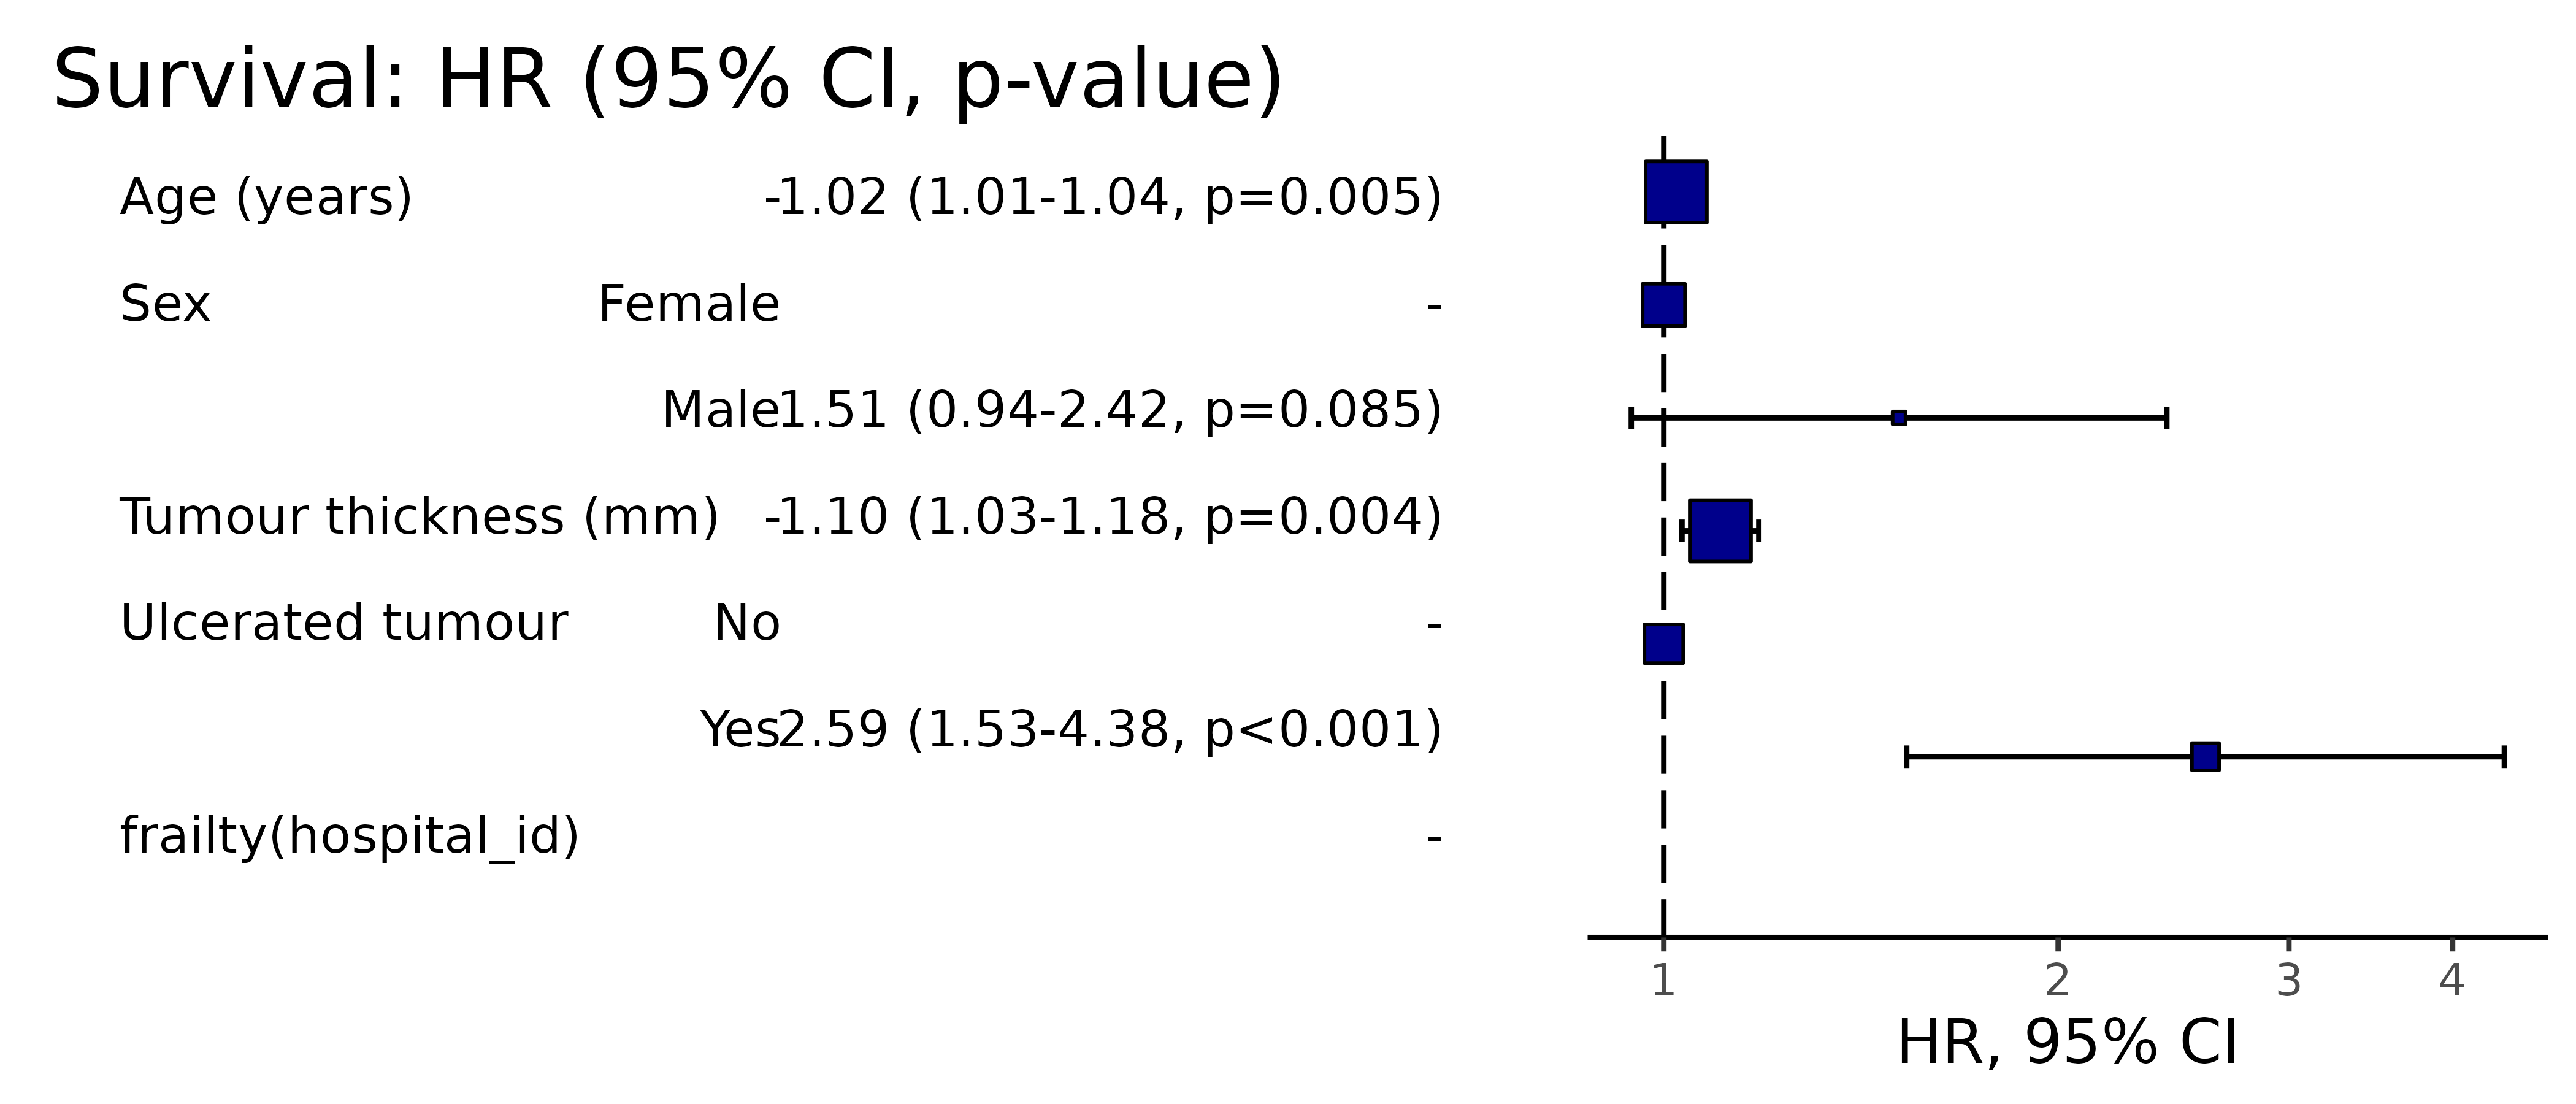 Survival: HR (95% CI, p-value)
Age (years) -1.02 (1.01-1.04, p=0.005)
Sex Female -
Male1.51 (0.94-2.42, p=0.085)
Tumour thickness (mm) -1.10 (1.03-1.18, p=0.004)
Ulcerated tumour No -
Yes2.59 (1.53-4.38, p<0.001)
frailty(hospital_id) -
1 2 3 4
HR, 95% CI